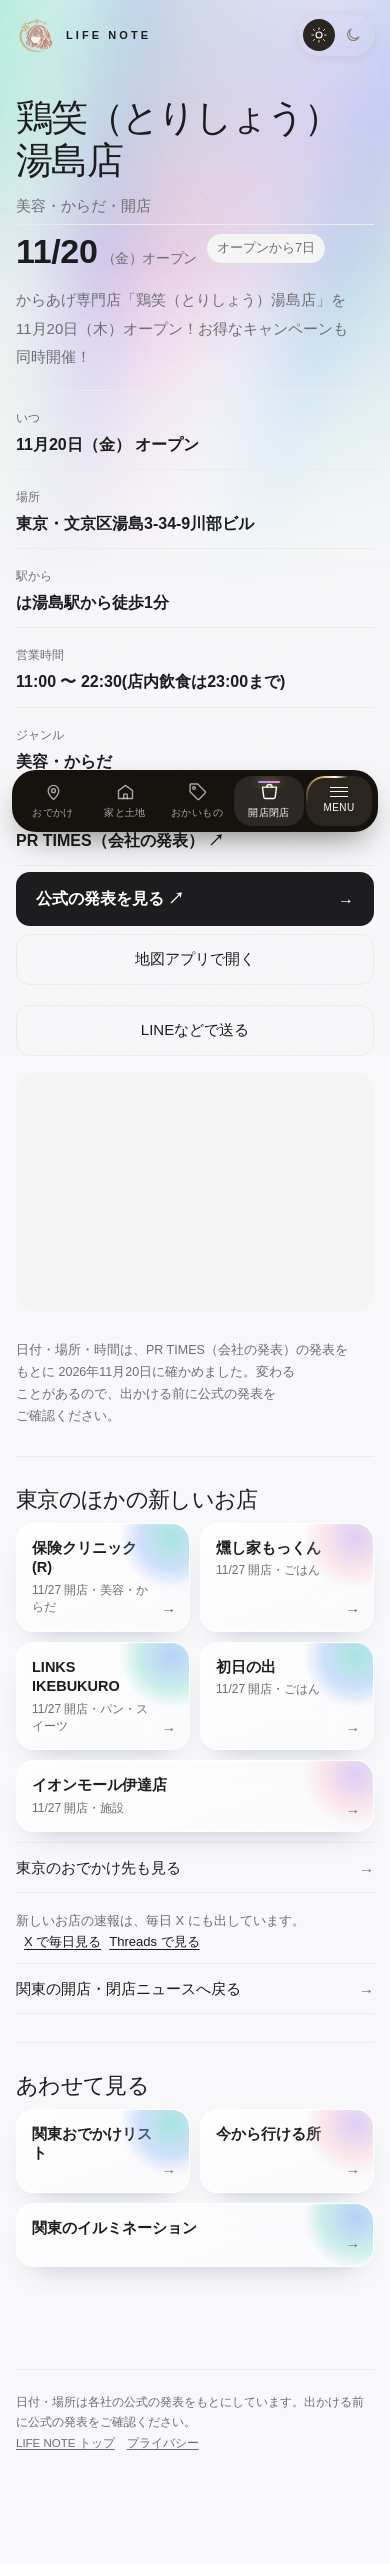 LIFE NOTE
鶏笑（とりしょう）
湯島店
美容・からだ・開店
11/20 （金）オープン オープンから7日
からあげ専門店「鶏笑（とりしょう）湯島店」を
11月20日（木）オープン！お得なキャンペーンも
同時開催！
いつ
11月20日（金） オープン
場所
東京・文京区湯島3-34-9川部ビル
駅から
は湯島駅から徒歩1分
営業時間
11:00 〜 22:30(店内飲食は23:00まで)
ジャンル
美容・からだ
おでかけ 家と土地 おかいもの 開店閉店 MENU
PR TIMES（会社の発表） ↗
公式の発表を見る ↗ →
地図アプリで開く
LINEなどで送る
日付・場所・時間は、PR TIMES（会社の発表）の発表を
もとに 2026年11月20日に確かめました。変わる
ことがあるので、出かける前に公式の発表を
ご確認ください。
東京のほかの新しいお店
保険クリニック
(R)
11/27 開店・美容・か
らだ →
燻し家もっくん
11/27 開店・ごはん
→
LINKS
IKEBUKURO
11/27 開店・パン・ス
イーツ →
初日の出
11/27 開店・ごはん
→
イオンモール伊達店
11/27 開店・施設 →
東京のおでかけ先も見る →
新しいお店の速報は、毎日 X にも出しています。
X で毎日見る Threads で見る
関東の開店・閉店ニュースへ戻る →
あわせて見る
関東おでかけリス
ト →
今から行ける所
→
関東のイルミネーション
→
日付・場所は各社の公式の発表をもとにしています。出かける前
に公式の発表をご確認ください。
LIFE NOTE トップ プライバシー